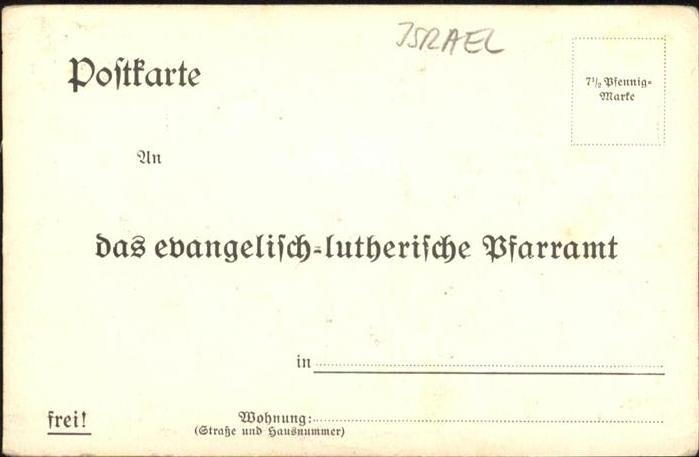 ISRAEL
Postkarte
7½ Pfennig-
Marke
An
das evangelisch-lutherische Pfarramt
in
frei!
Wohnung:
(Straße und Hausnummer)